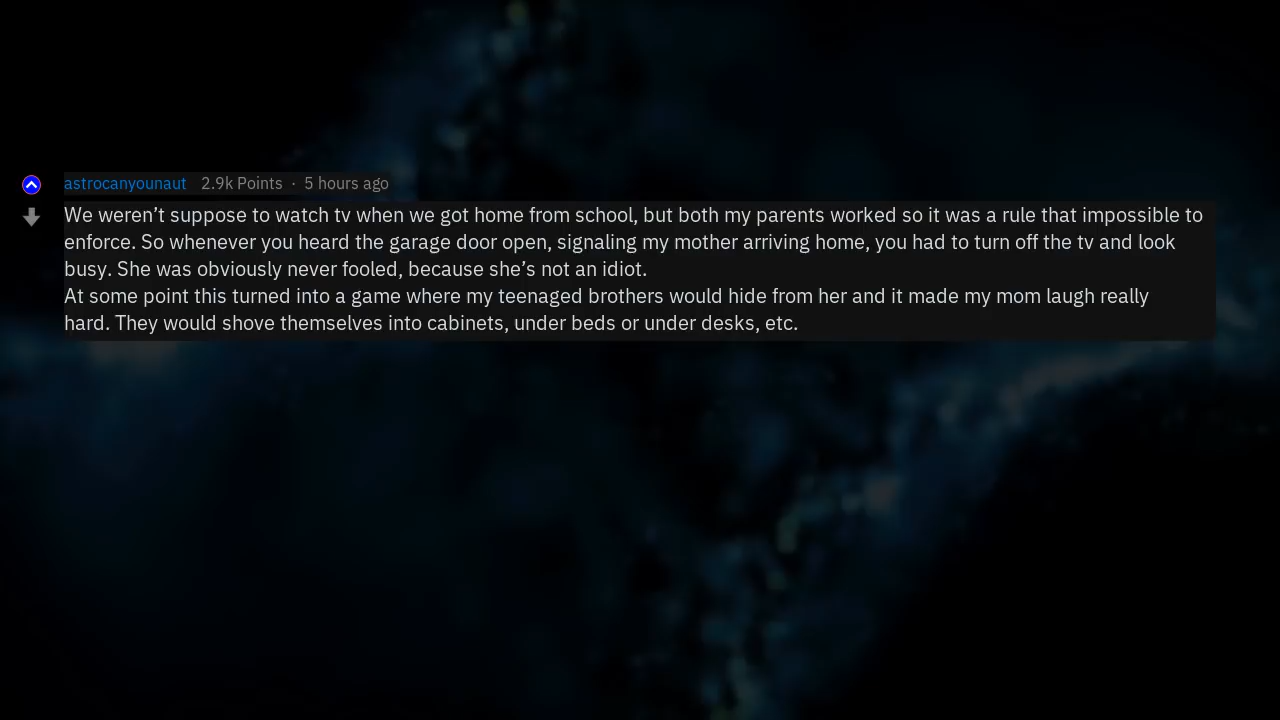 astrocanyounaut 2.9k Points · 5 hours ago
We weren’t suppose to watch tv when we got home from school, but both my parents worked so it was a rule that impossible to
enforce. So whenever you heard the garage door open, signaling my mother arriving home, you had to turn off the tv and look
busy. She was obviously never fooled, because she’s not an idiot.
At some point this turned into a game where my teenaged brothers would hide from her and it made my mom laugh really
hard. They would shove themselves into cabinets, under beds or under desks, etc.